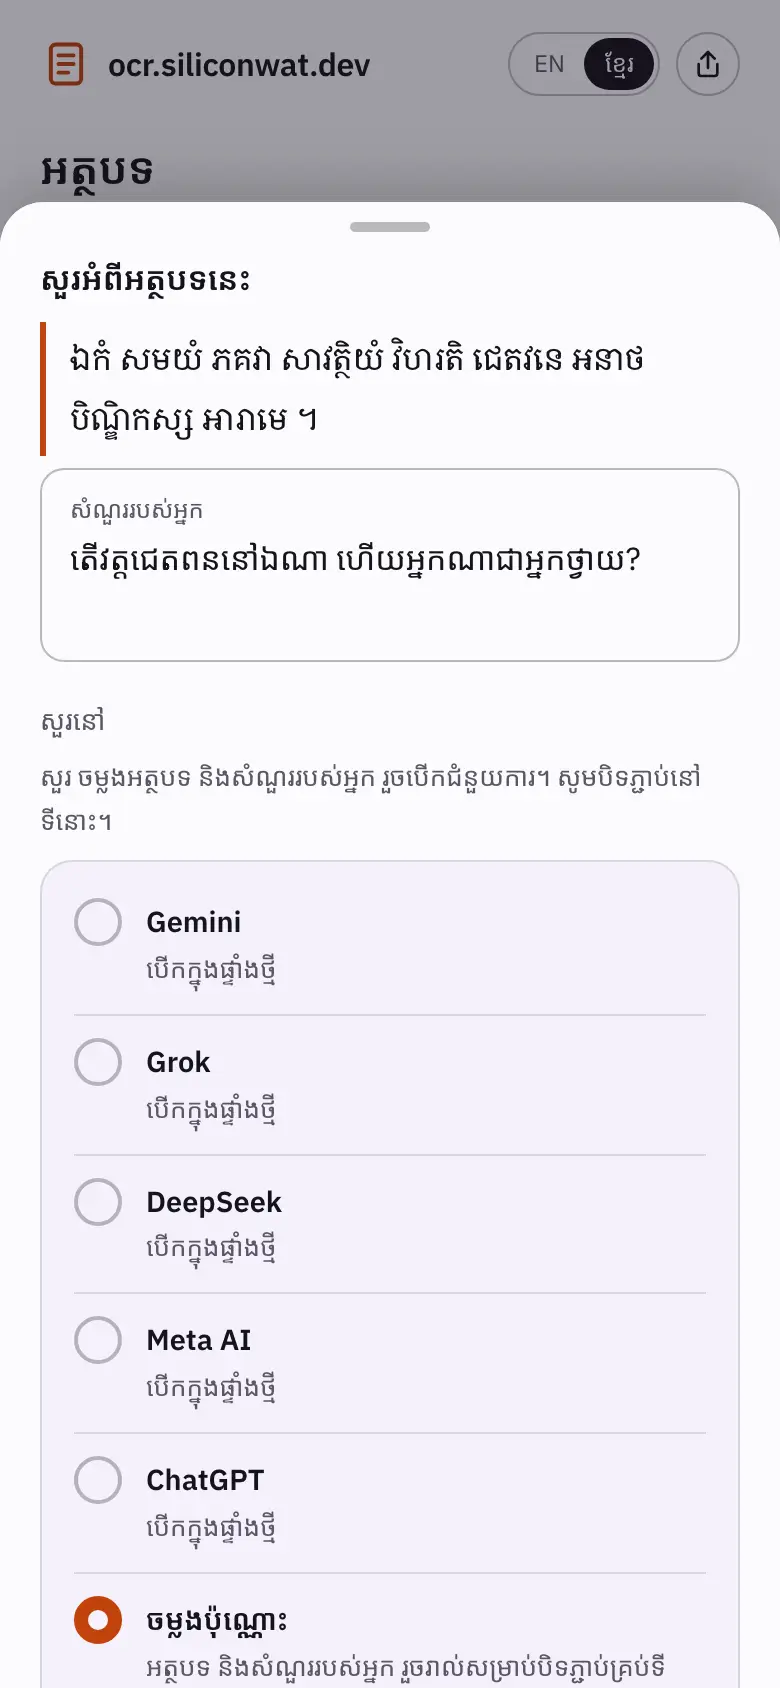 ocr.siliconwat.dev
EN ខ្មែរ
អត្ថបទ
សួរអំពីអត្ថបទនេះ
ឯកំ សមយំ ភគវា សាវត្ថិយំ វិហរតិ ជេតវនេ អនាថ
បិណ្ឌិកស្ស អារាមេ ។
សំណួររបស់អ្នក
តើវត្តជេតពននៅឯណា ហើយអ្នកណាជាអ្នកថ្វាយ?
សួរនៅ
សួរ ចម្លងអត្ថបទ និងសំណួររបស់អ្នក រួចបើកជំនួយការ។ សូមបិទភ្ជាប់នៅ
ទីនោះ។
Gemini
បើកក្នុងផ្ទាំងថ្មី
Grok
បើកក្នុងផ្ទាំងថ្មី
DeepSeek
បើកក្នុងផ្ទាំងថ្មី
Meta AI
បើកក្នុងផ្ទាំងថ្មី
ChatGPT
បើកក្នុងផ្ទាំងថ្មី
ចម្លងប៉ុណ្ណោះ
អត្ថបទ និងសំណួររបស់អ្នក រួចរាល់សម្រាប់បិទភ្ជាប់គ្រប់ទី